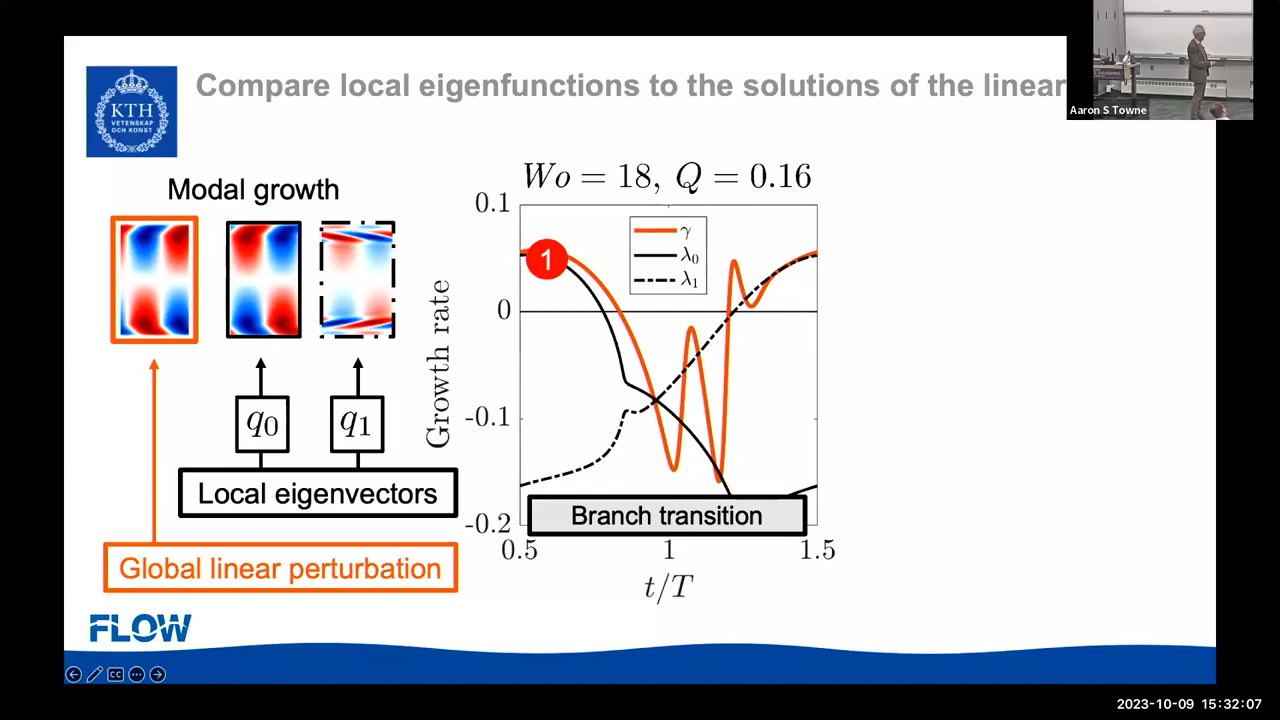 Compare local eigenfunctions to the solutions of the linear
Aaron S Towne
KTH
VETENSKAP
OCH KONST
Modal growth
Wo = 18, Q = 0.16
0.1
0
-0.1
-0.2
Growth rate
γ
λ0
λ1
1
q0
q1
Local eigenvectors
Branch transition
0.5
1
1.5
t/T
Global linear perturbation
FLOW
CC
2023-10-09 15:32:07